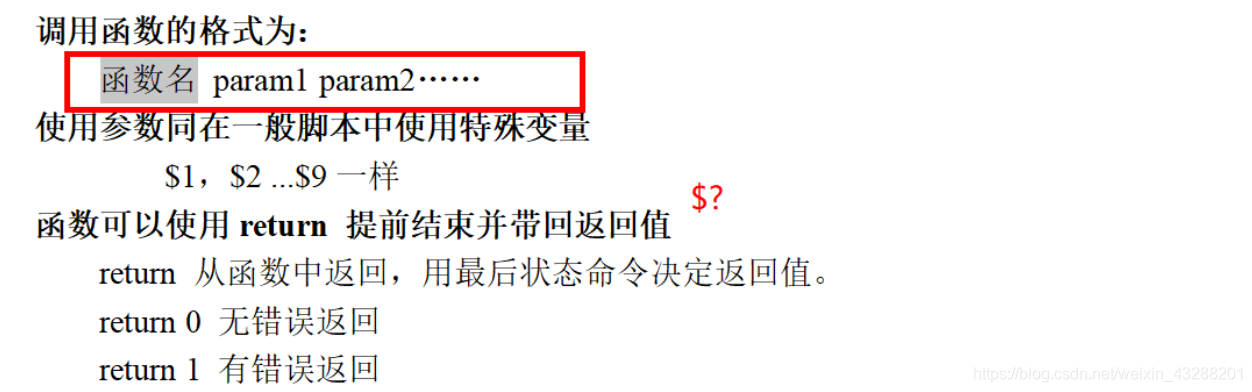 调用函数的格式为：
函数名 param1 param2……
使用参数同在一般脚本中使用特殊变量
$1，$2 ...$9 一样
$?
函数可以使用 return 提前结束并带回返回值
return 从函数中返回，用最后状态命令决定返回值。
return 0 无错误返回
return 1 有错误返回
https://blog.csdn.net/weixin_43288201